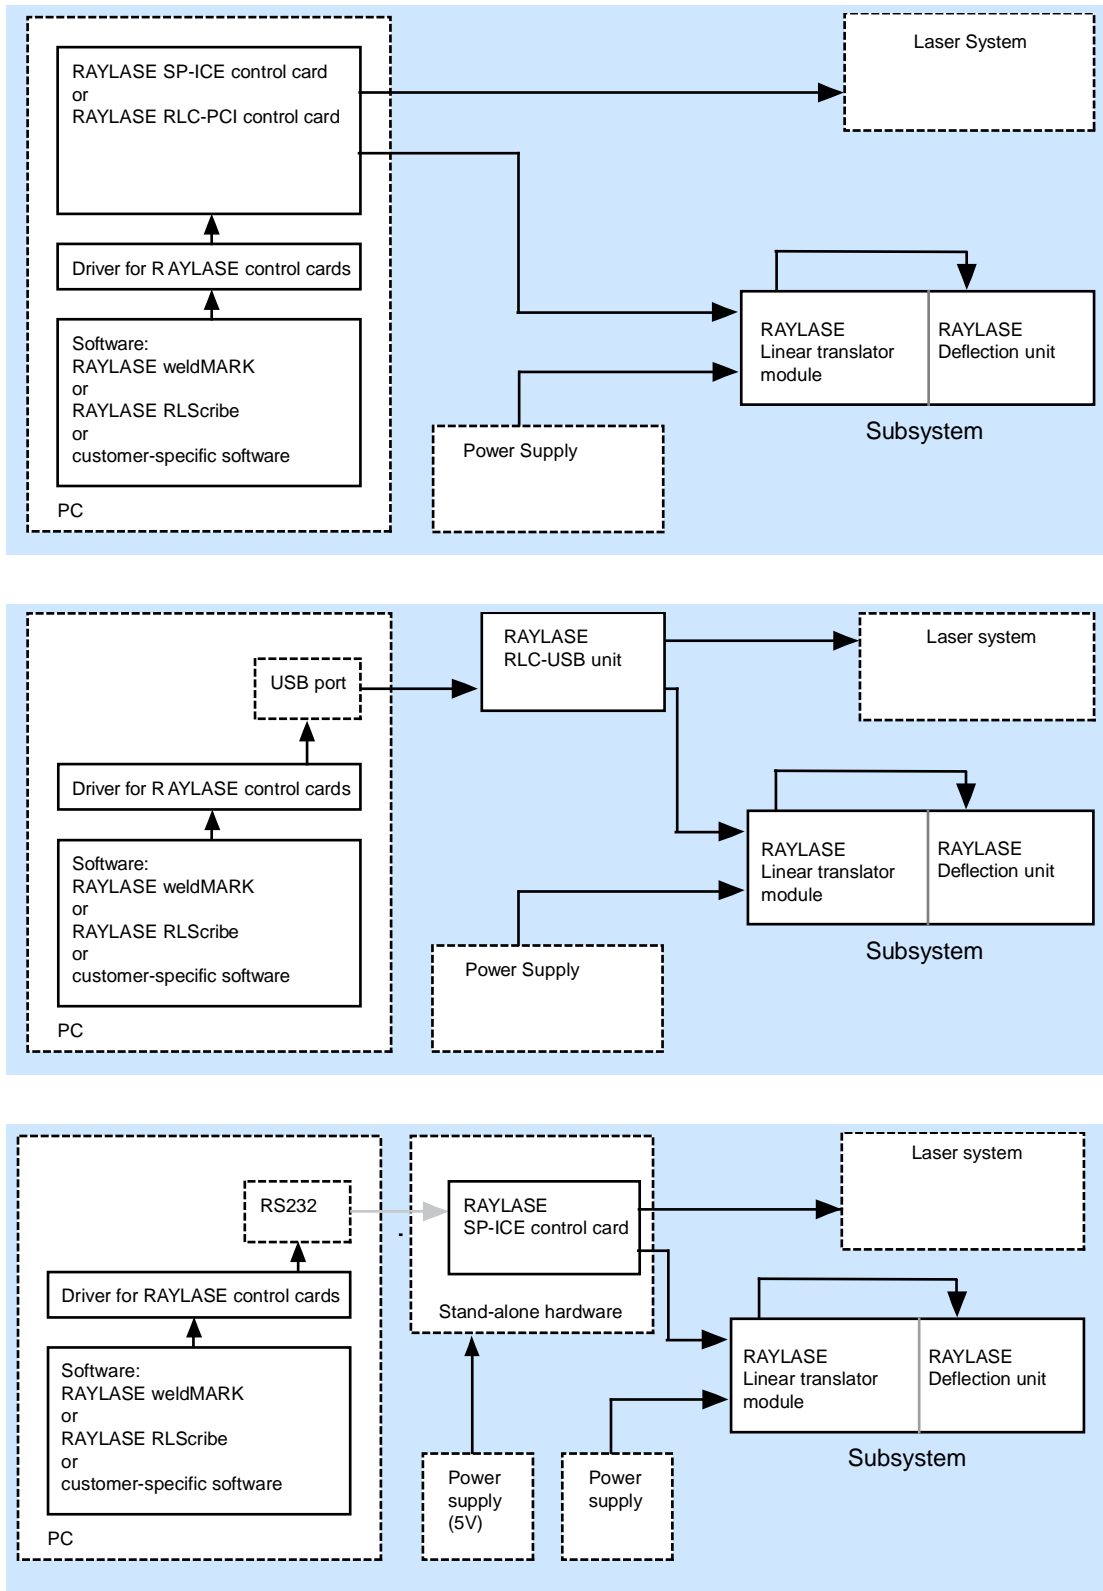 RAYLASE SP-ICE control card
or
RAYLASE RLC-PCI control card
Driver for RAYLASE control cards
Software:
RAYLASE weldMARK
or
RAYLASE RLScribe
or
customer-specific software
PC
Laser System
RAYLASE
Linear translator
module
RAYLASE
Deflection unit
Subsystem
Power Supply
USB port
Driver for RAYLASE control cards
Software:
RAYLASE weldMARK
or
RAYLASE RLScribe
or
customer-specific software
PC
RAYLASE
RLC-USB unit
Laser system
RAYLASE
Linear translator
module
RAYLASE
Deflection unit
Subsystem
Power Supply
RS232
Driver for RAYLASE control cards
Software:
RAYLASE weldMARK
or
RAYLASE RLScribe
or
customer-specific software
PC
RAYLASE
SP-ICE control card
Stand-alone hardware
Laser system
RAYLASE
Linear translator
module
RAYLASE
Deflection unit
Subsystem
Power
supply
(5V)
Power
supply